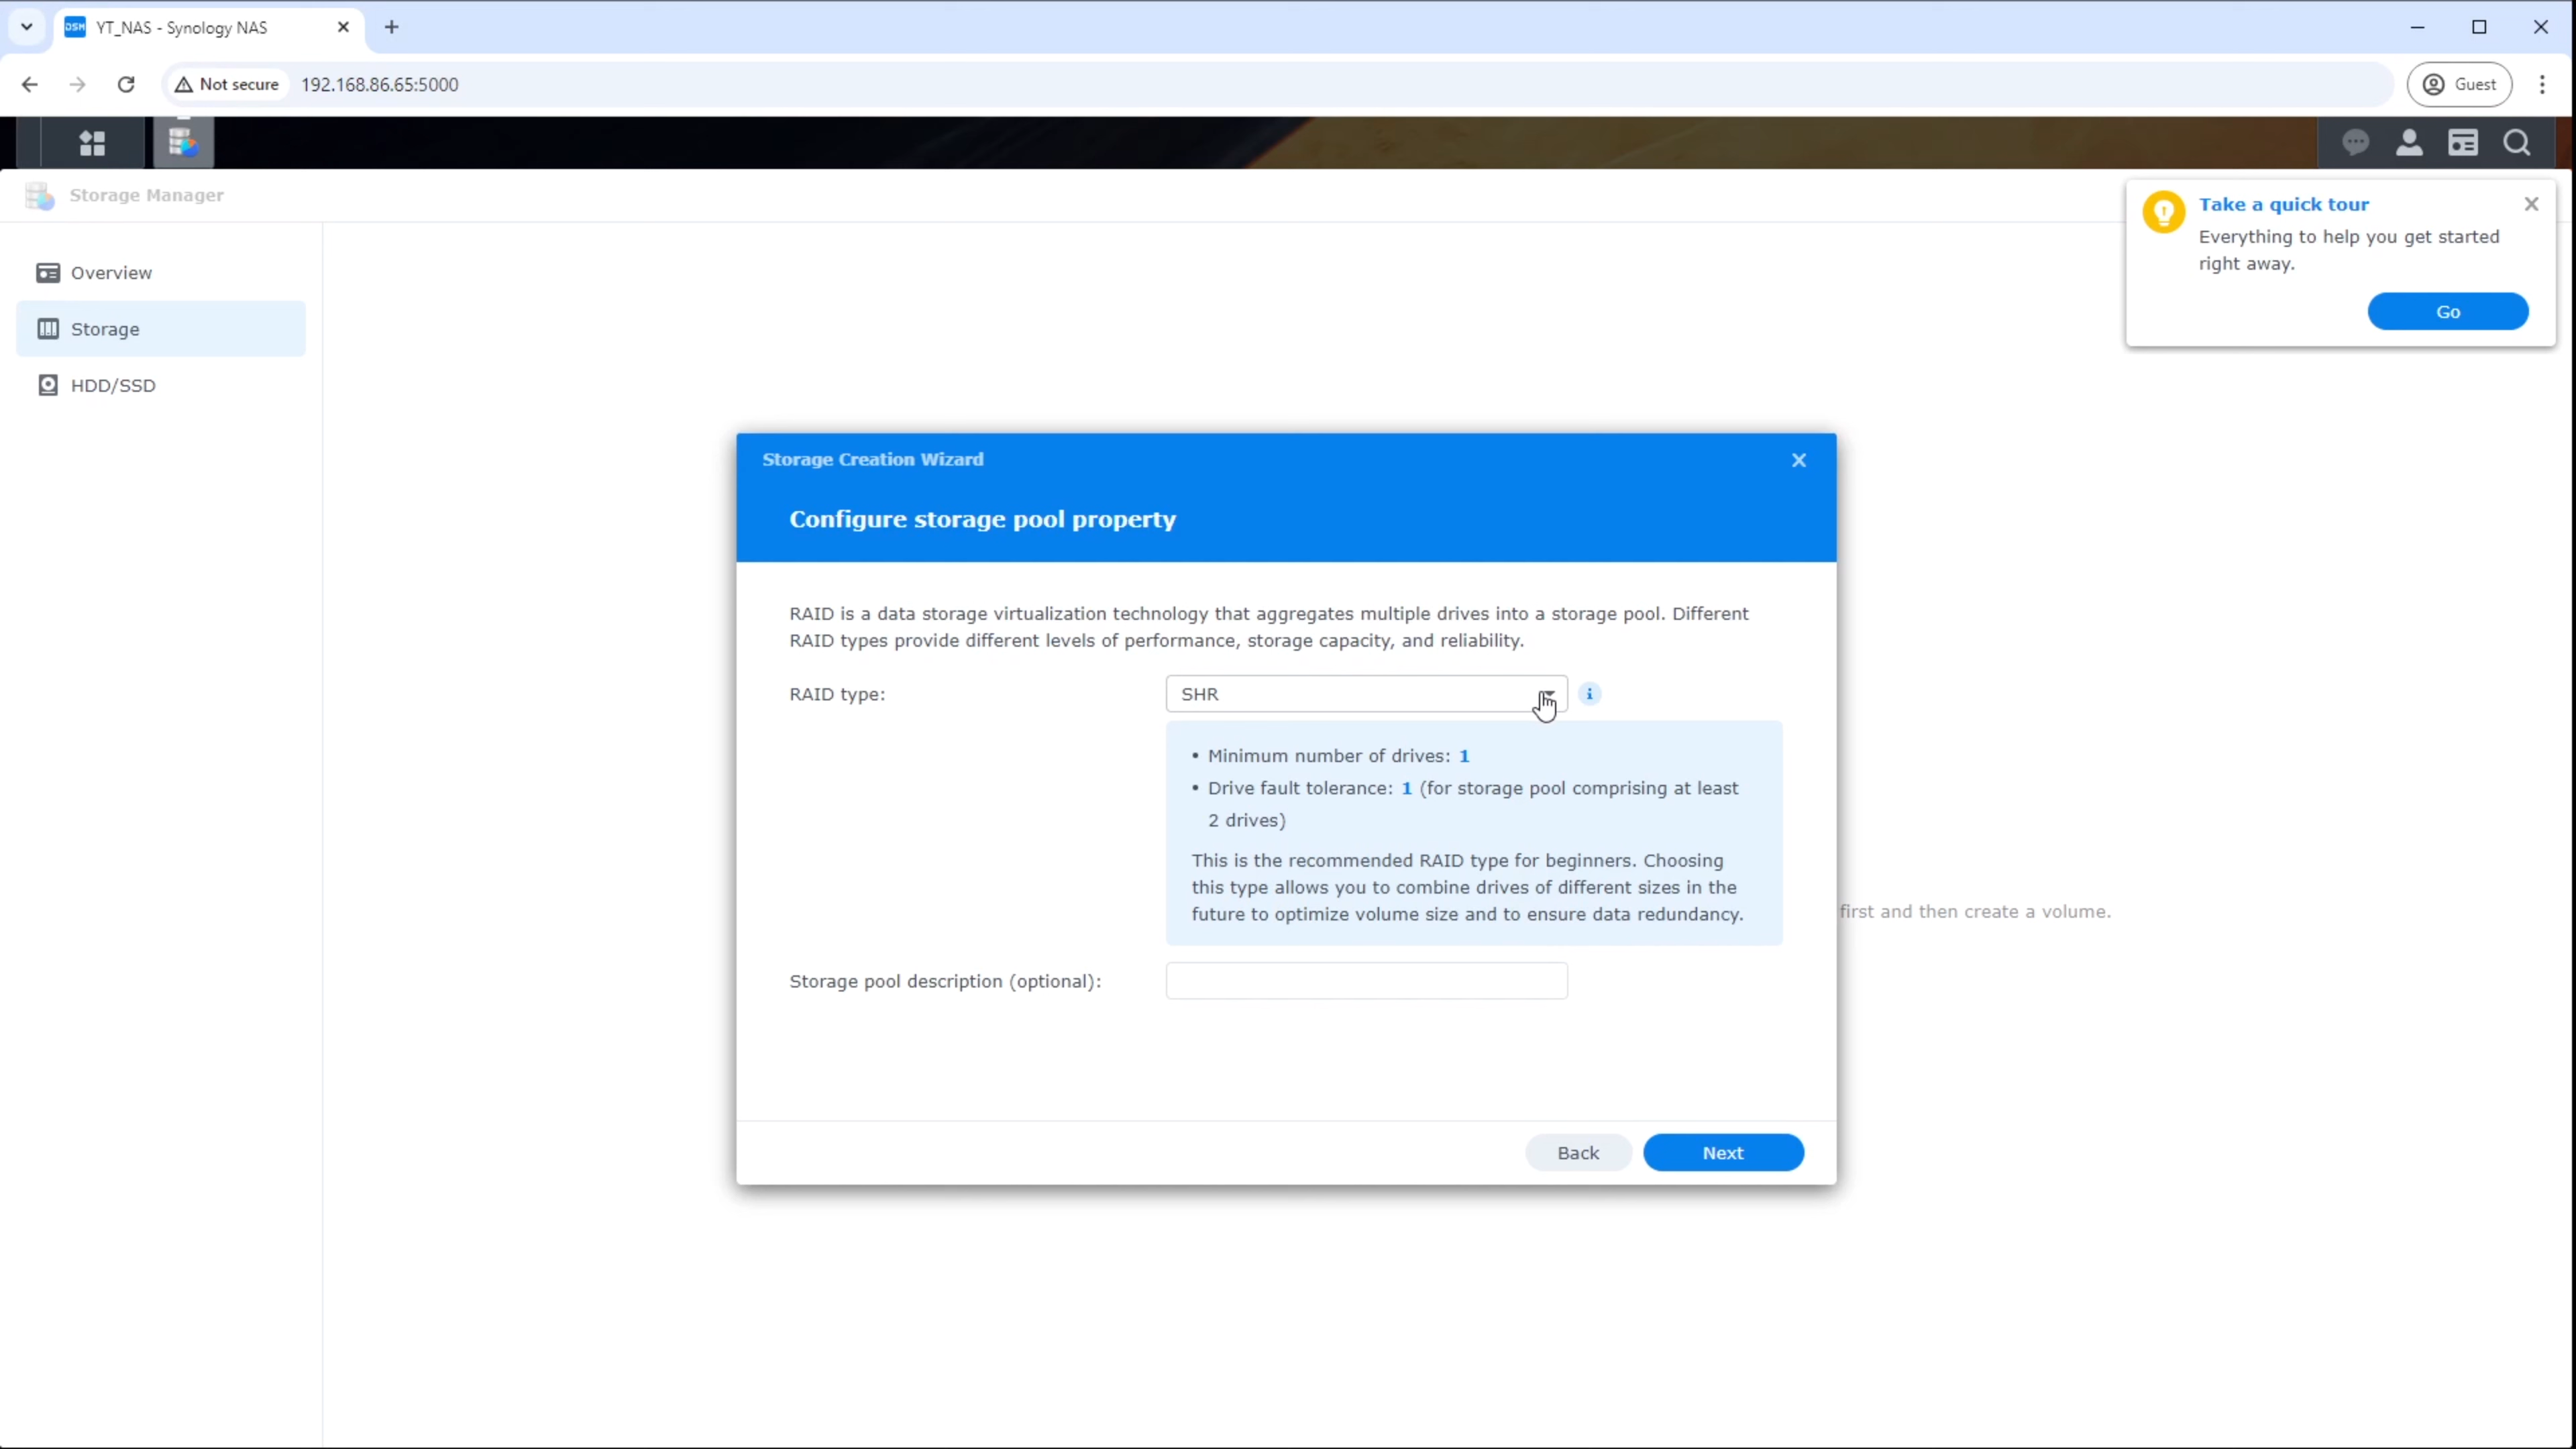 DSM YT_NAS - Synology NAS
Not secure 192.168.86.65:5000 Guest
Storage Manager
Overview
Storage
HDD/SSD
Take a quick tour
Everything to help you get started
right away.
Go
Storage Creation Wizard
Configure storage pool property
RAID is a data storage virtualization technology that aggregates multiple drives into a storage pool. Different
RAID types provide different levels of performance, storage capacity, and reliability.
RAID type: SHR
• Minimum number of drives: 1
• Drive fault tolerance: 1 (for storage pool comprising at least
2 drives)
This is the recommended RAID type for beginners. Choosing
this type allows you to combine drives of different sizes in the
future to optimize volume size and to ensure data redundancy.
first and then create a volume.
Storage pool description (optional):
Back Next